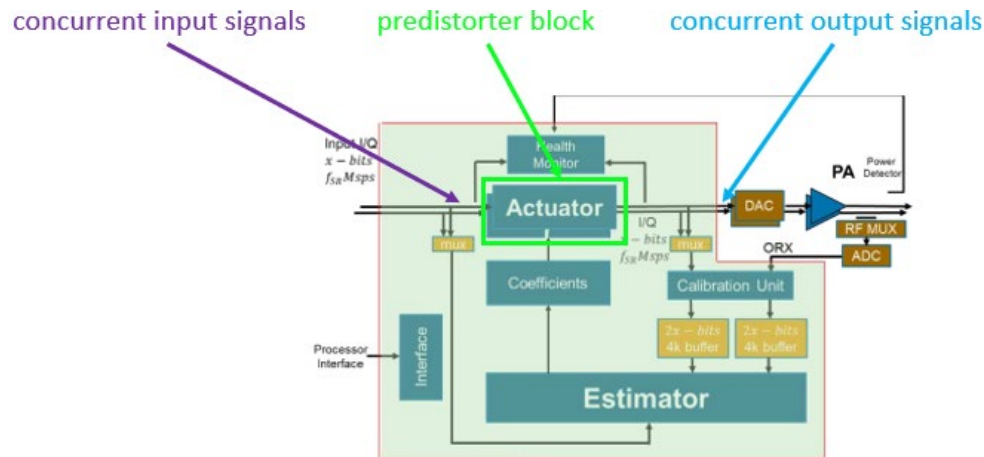 concurrent input signals
predistorter block
concurrent output signals
Input I/Q
x − bits
f_SR Msps
Health
Monitor
PA
Power
Detector
Actuator
DAC
mux
I/Q
− bits
f_SR Msps
mux
RF MUX
ORX
ADC
Coefficients
Calibration Unit
2x − bits
4k buffer
2x − bits
4k buffer
Processor
Interface
Interface
Estimator